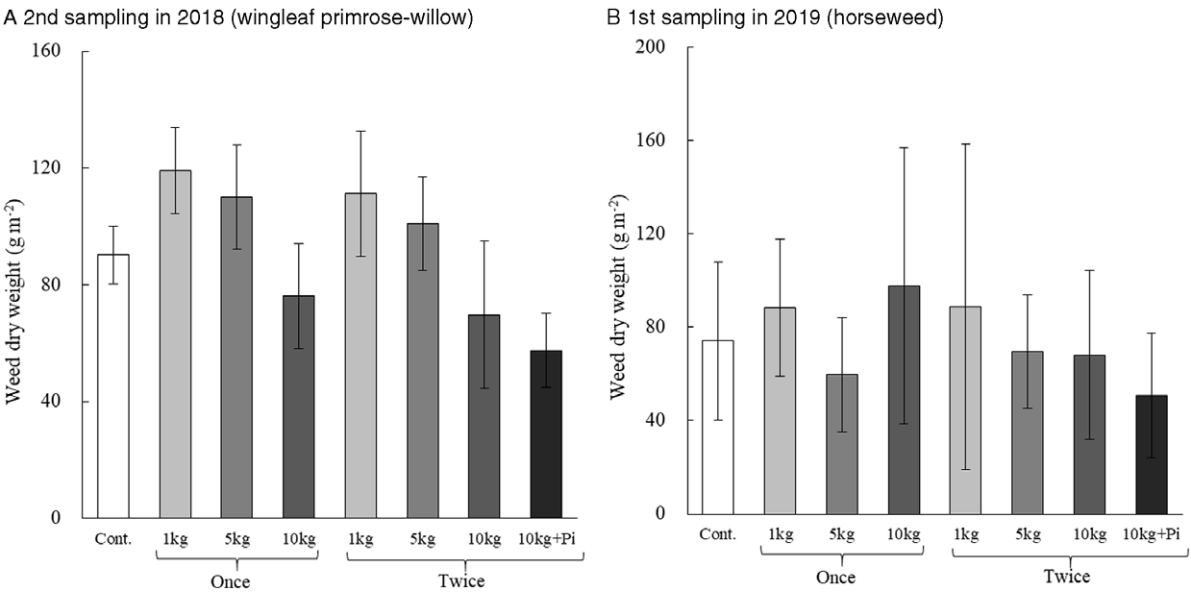 A 2nd sampling in 2018 (wingleaf primrose-willow)
160
120
80
40
0
Weed dry weight (g m-2)
Cont. 1kg 5kg 10kg 1kg 5kg 10kg 10kg+Pi
Once Twice
B 1st sampling in 2019 (horseweed)
200
160
120
80
40
0
Weed dry weight (g m-2)
Cont. 1kg 5kg 10kg 1kg 5kg 10kg 10kg+Pi
Once Twice